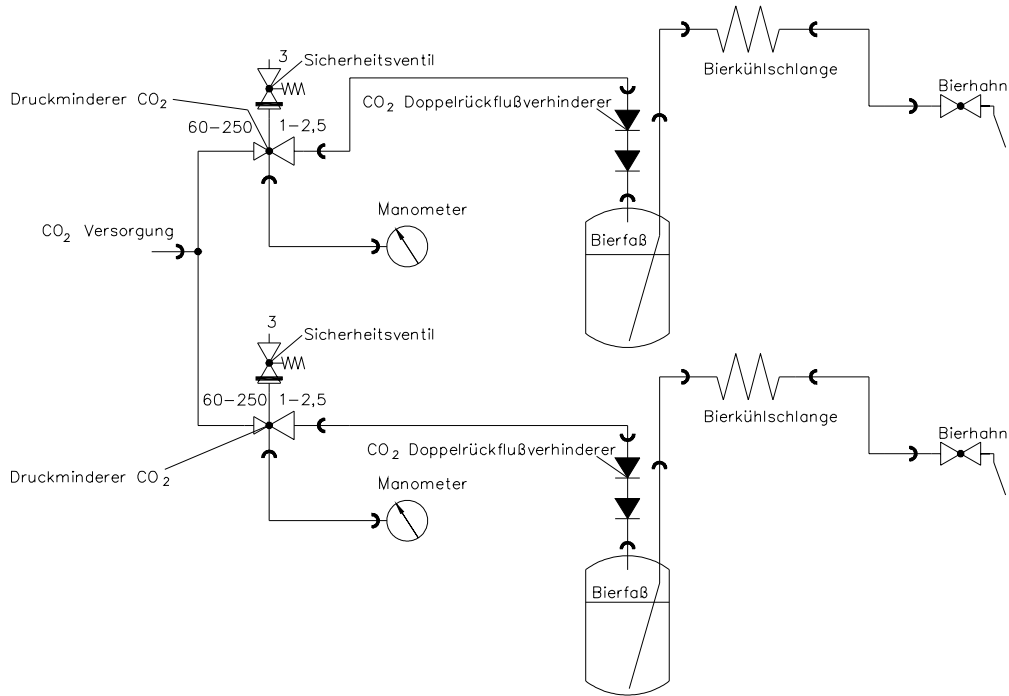 3
Sicherheitsventil
Druckminderer CO₂
60-250
1-2,5
CO₂ Doppelrückflußverhinderer
Bierkühlschlange
Bierhahn
Manometer
CO₂ Versorgung
Bierfaß
3
Sicherheitsventil
60-250
1-2,5
Druckminderer CO₂
CO₂ Doppelrückflußverhinderer
Bierkühlschlange
Bierhahn
Manometer
Bierfaß